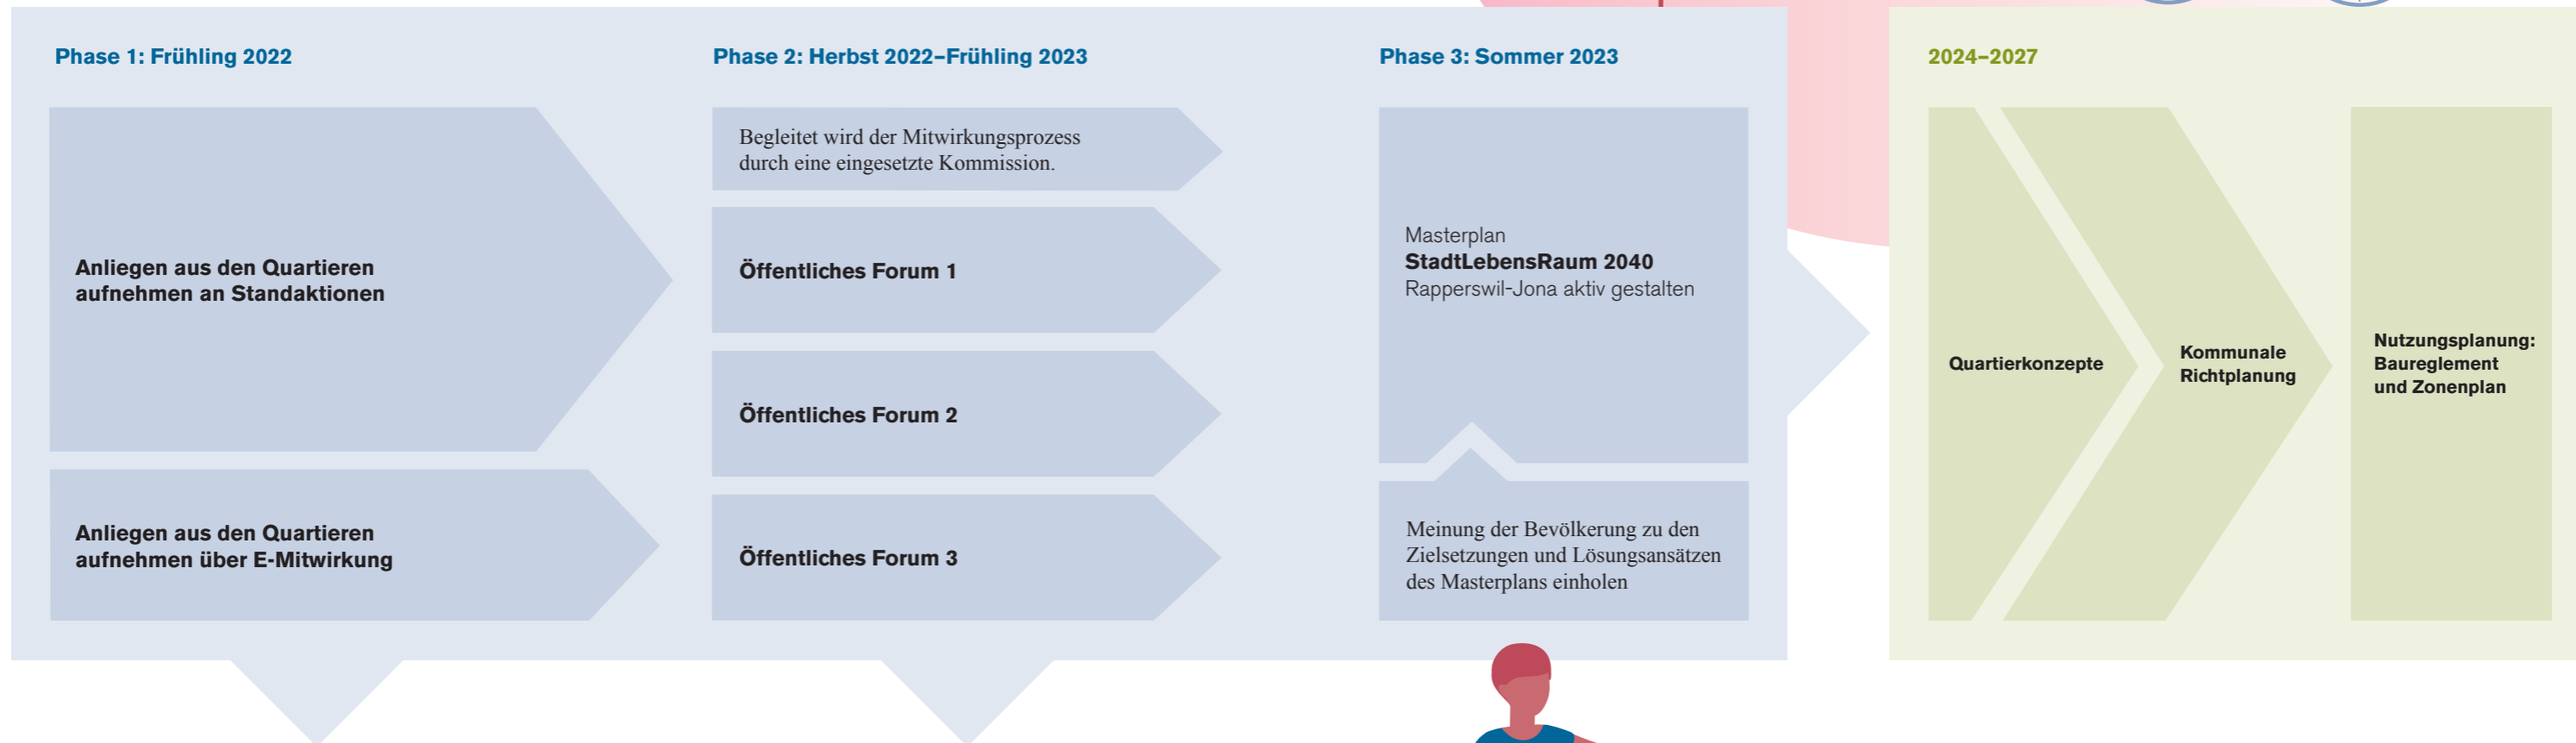 Phase 1: Frühling 2022
Anliegen aus den Quartieren
aufnehmen an Standaktionen
Anliegen aus den Quartieren
aufnehmen über E-Mitwirkung
Phase 2: Herbst 2022–Frühling 2023
Begleitet wird der Mitwirkungsprozess
durch eine eingesetzte Kommission.
Öffentliches Forum 1
Öffentliches Forum 2
Öffentliches Forum 3
Phase 3: Sommer 2023
Masterplan
StadtLebensRaum 2040
Rapperswil-Jona aktiv gestalten
Meinung der Bevölkerung zu den
Zielsetzungen und Lösungsansätzen
des Masterplans einholen
2024–2027
Quartierkonzepte
Kommunale
Richtplanung
Nutzungsplanung:
Baureglement
und Zonenplan